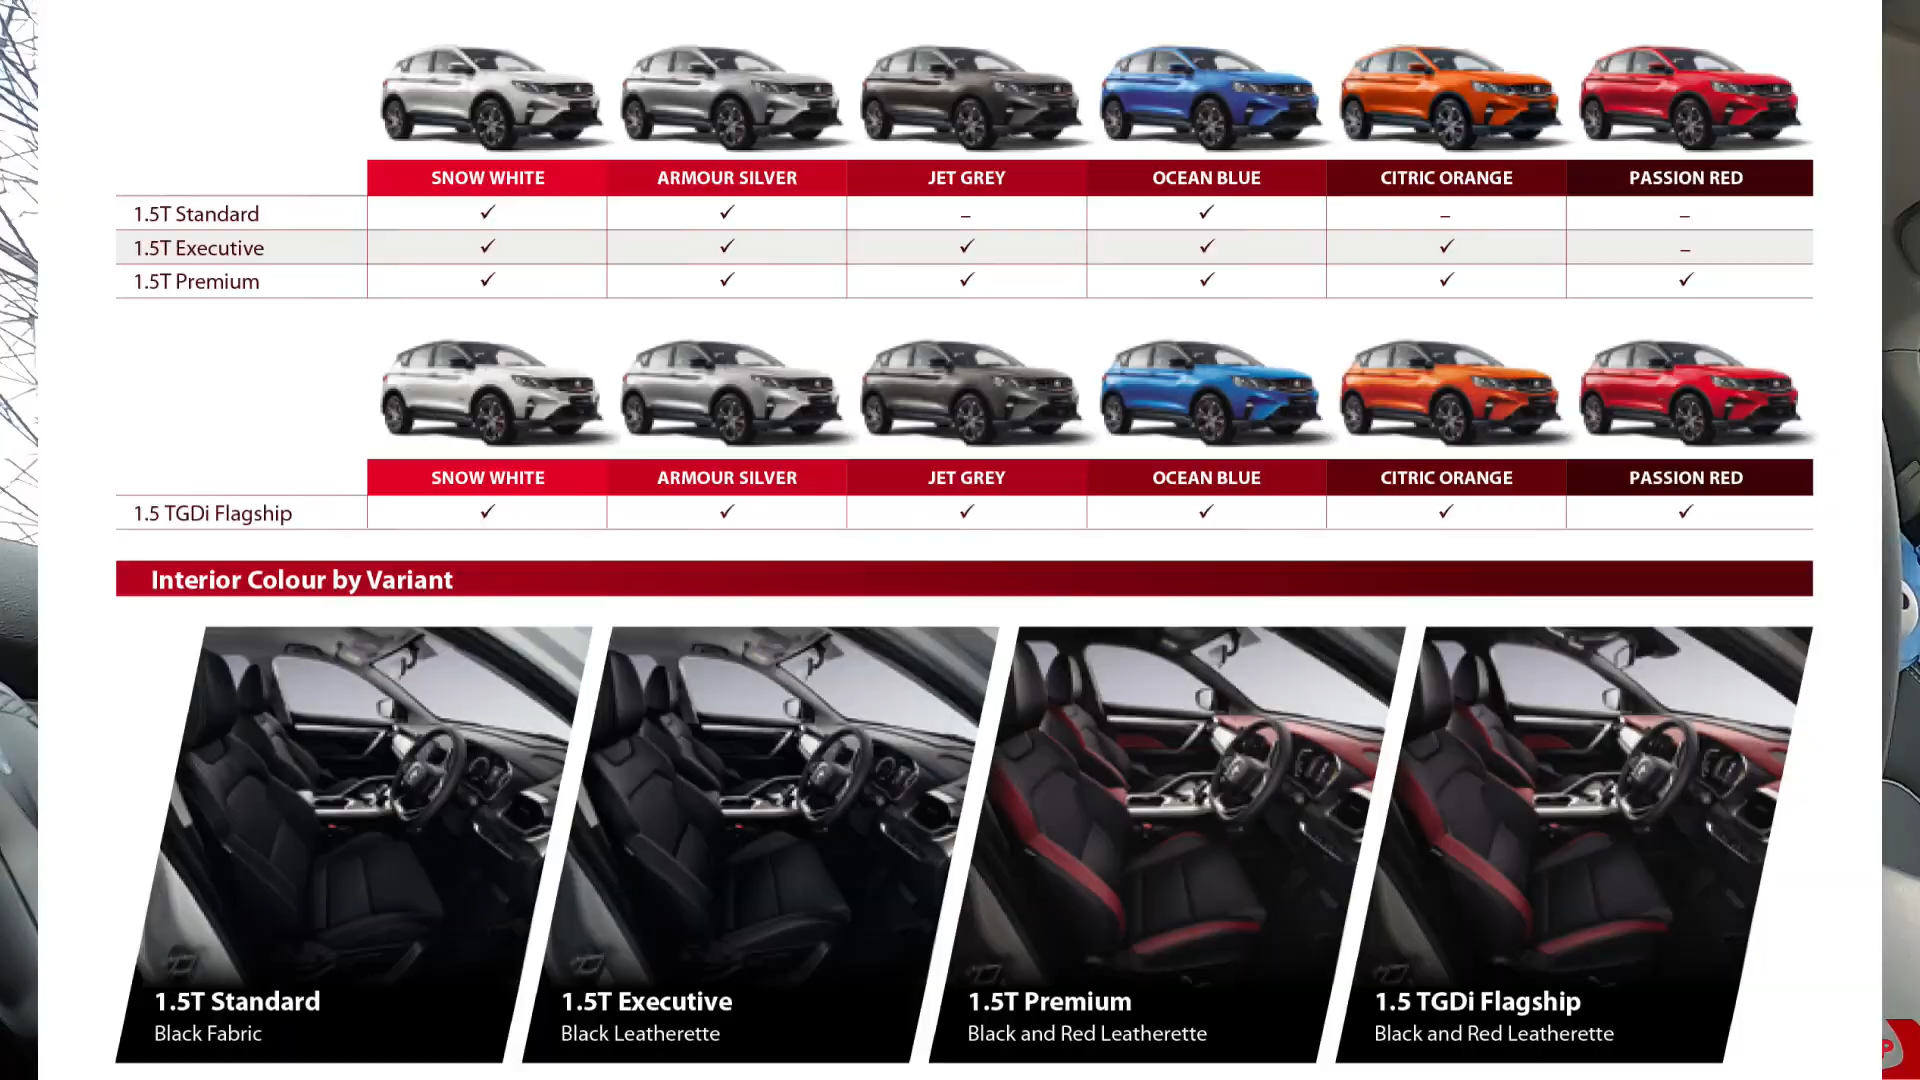 SNOW WHITE ARMOUR SILVER JET GREY OCEAN BLUE CITRIC ORANGE PASSION RED
1.5T Standard ✓ ✓ – ✓ – –
1.5T Executive ✓ ✓ ✓ ✓ ✓ –
1.5T Premium ✓ ✓ ✓ ✓ ✓ ✓
SNOW WHITE ARMOUR SILVER JET GREY OCEAN BLUE CITRIC ORANGE PASSION RED
1.5 TGDi Flagship ✓ ✓ ✓ ✓ ✓ ✓
Interior Colour by Variant
1.5T Standard
Black Fabric
1.5T Executive
Black Leatherette
1.5T Premium
Black and Red Leatherette
1.5 TGDi Flagship
Black and Red Leatherette